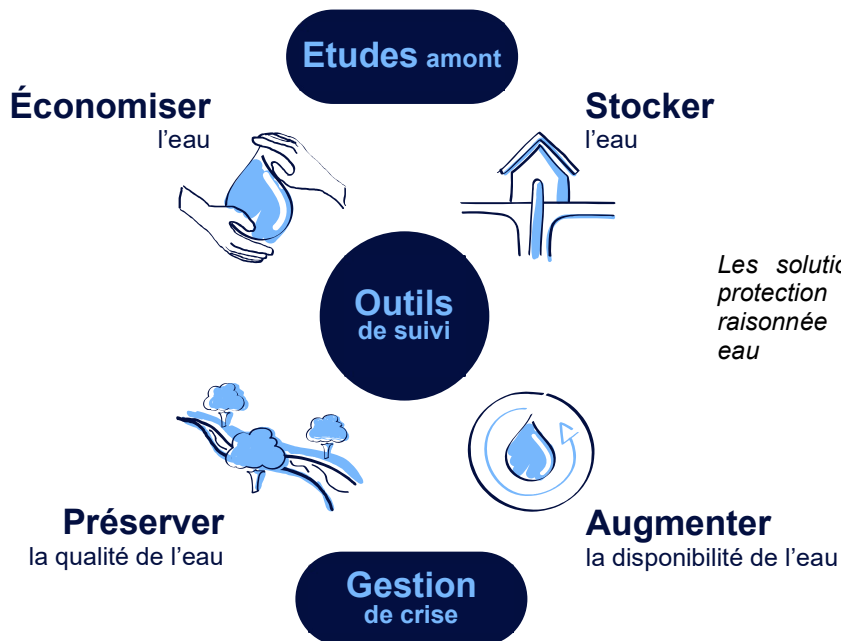 Etudes amont
Économiser
l'eau
Stocker
l'eau
Outils
de suivi
Les
protection
raisonnée
eau
Préserver
la qualité de l'eau
Augmenter
la disponibilité de l'eau
Gestion
de crise